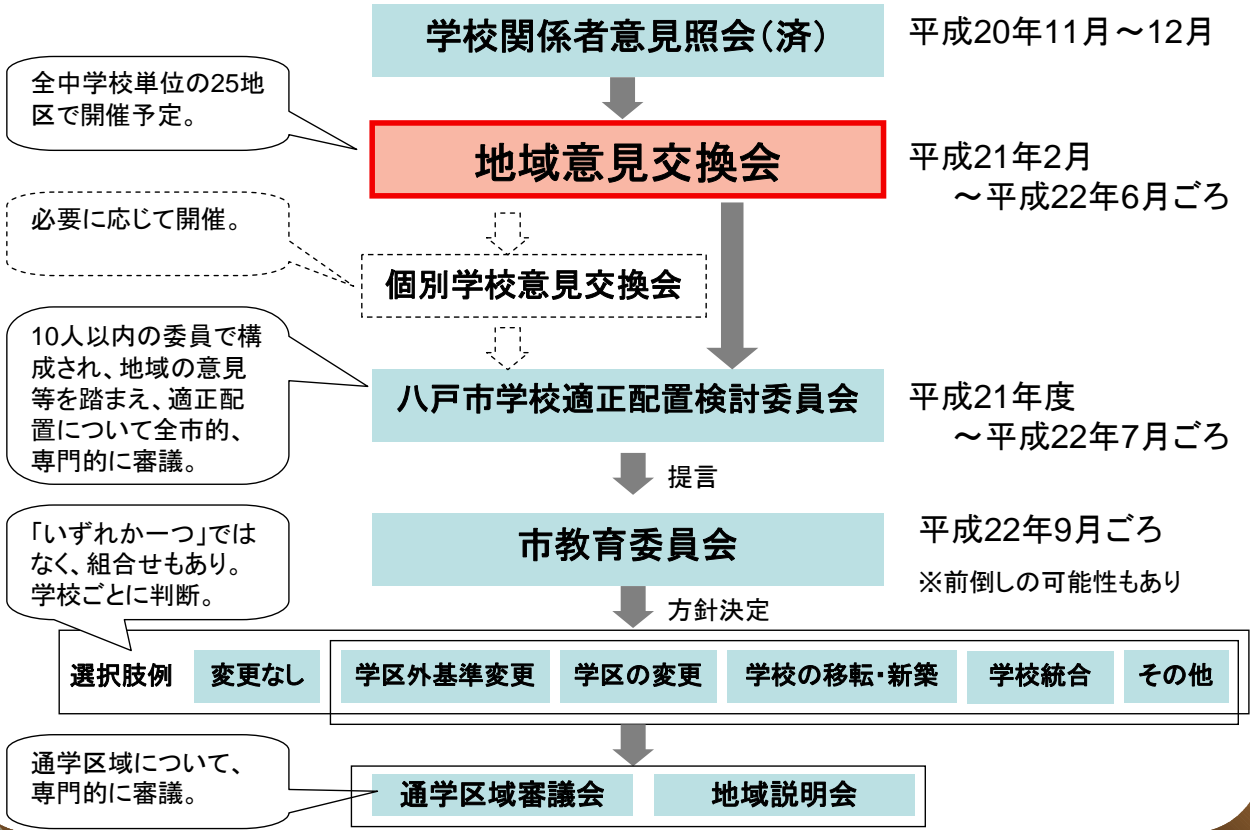 学校関係者意見照会(済)
平成20年11月～12月
全中学校単位の25地
区で開催予定。
地域意見交換会
平成21年2月
～平成22年6月ごろ
必要に応じて開催。
個別学校意見交換会
10人以内の委員で構
成され、地域の意見
等を踏まえ、適正配
置について全市的、
専門的に審議。
八戸市学校適正配置検討委員会
平成21年度
～平成22年7月ごろ
提言
「いずれか一つ」では
なく、組合せもあり。
学校ごとに判断。
市教育委員会
平成22年9月ごろ
※前倒しの可能性もあり
方針決定
選択肢例 変更なし 学区外基準変更 学区の変更 学校の移転・新築 学校統合 その他
通学区域について、
専門的に審議。
通学区域審議会 地域説明会